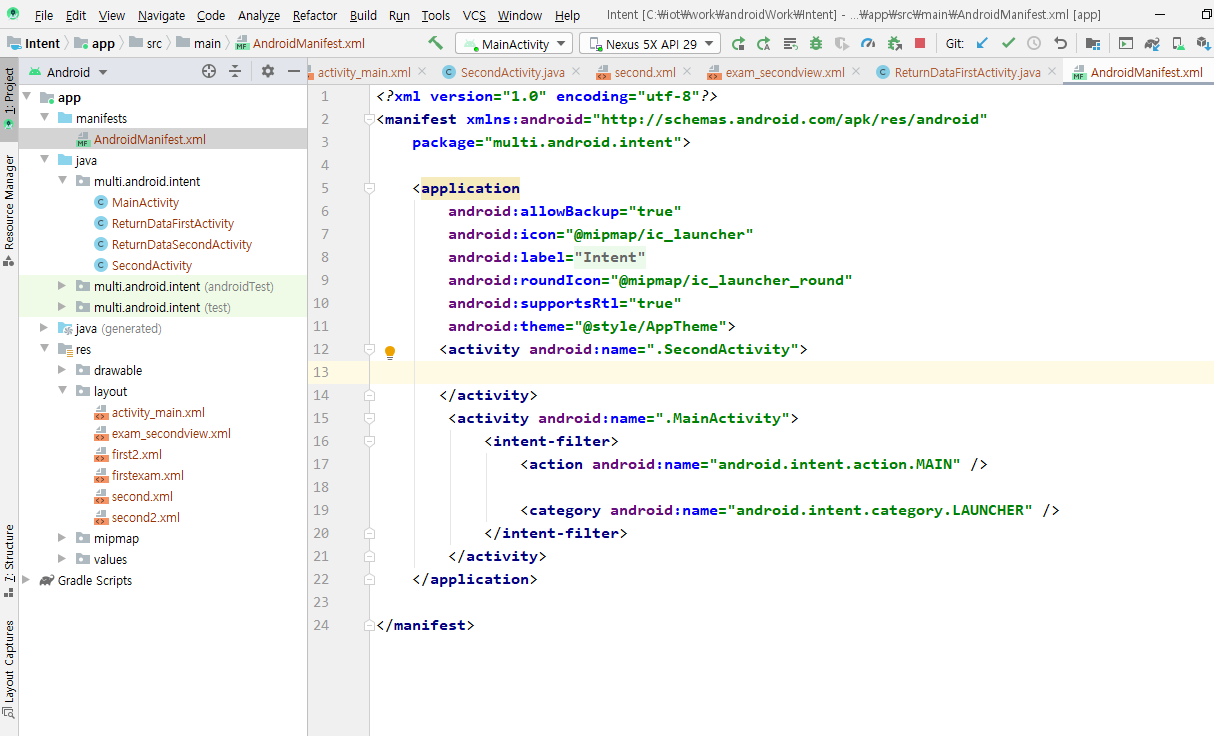 File Edit View Navigate Code Analyze Refactor Build Run Tools VCS Window Help Intent [C:₩iot₩work₩androidWork₩Intent] - ...₩app₩src₩main₩AndroidManifest.xml [app]
Intent app src main AndroidManifest.xml MainActivity Nexus 5X API 29 Git:
Android activity_main.xml SecondActivity.java second.xml exam_secondview.xml ReturnDataFirstActivity.java AndroidManifest.xml
1: Project
Resource Manager
7: Structure
Layout Captures
app
manifests
AndroidManifest.xml
java
multi.android.intent
MainActivity
ReturnDataFirstActivity
ReturnDataSecondActivity
SecondActivity
multi.android.intent (androidTest)
multi.android.intent (test)
java (generated)
res
drawable
layout
activity_main.xml
exam_secondview.xml
first2.xml
firstexam.xml
second.xml
second2.xml
mipmap
values
Gradle Scripts
1 <?xml version="1.0" encoding="utf-8"?>
2 <manifest xmlns:android="http://schemas.android.com/apk/res/android"
3 package="multi.android.intent">
4
5 <application
6 android:allowBackup="true"
7 android:icon="@mipmap/ic_launcher"
8 android:label="Intent"
9 android:roundIcon="@mipmap/ic_launcher_round"
10 android:supportsRtl="true"
11 android:theme="@style/AppTheme">
12 <activity android:name=".SecondActivity">
13
14 </activity>
15 <activity android:name=".MainActivity">
16 <intent-filter>
17 <action android:name="android.intent.action.MAIN" />
18
19 <category android:name="android.intent.category.LAUNCHER" />
20 </intent-filter>
21 </activity>
22 </application>
23
24 </manifest>